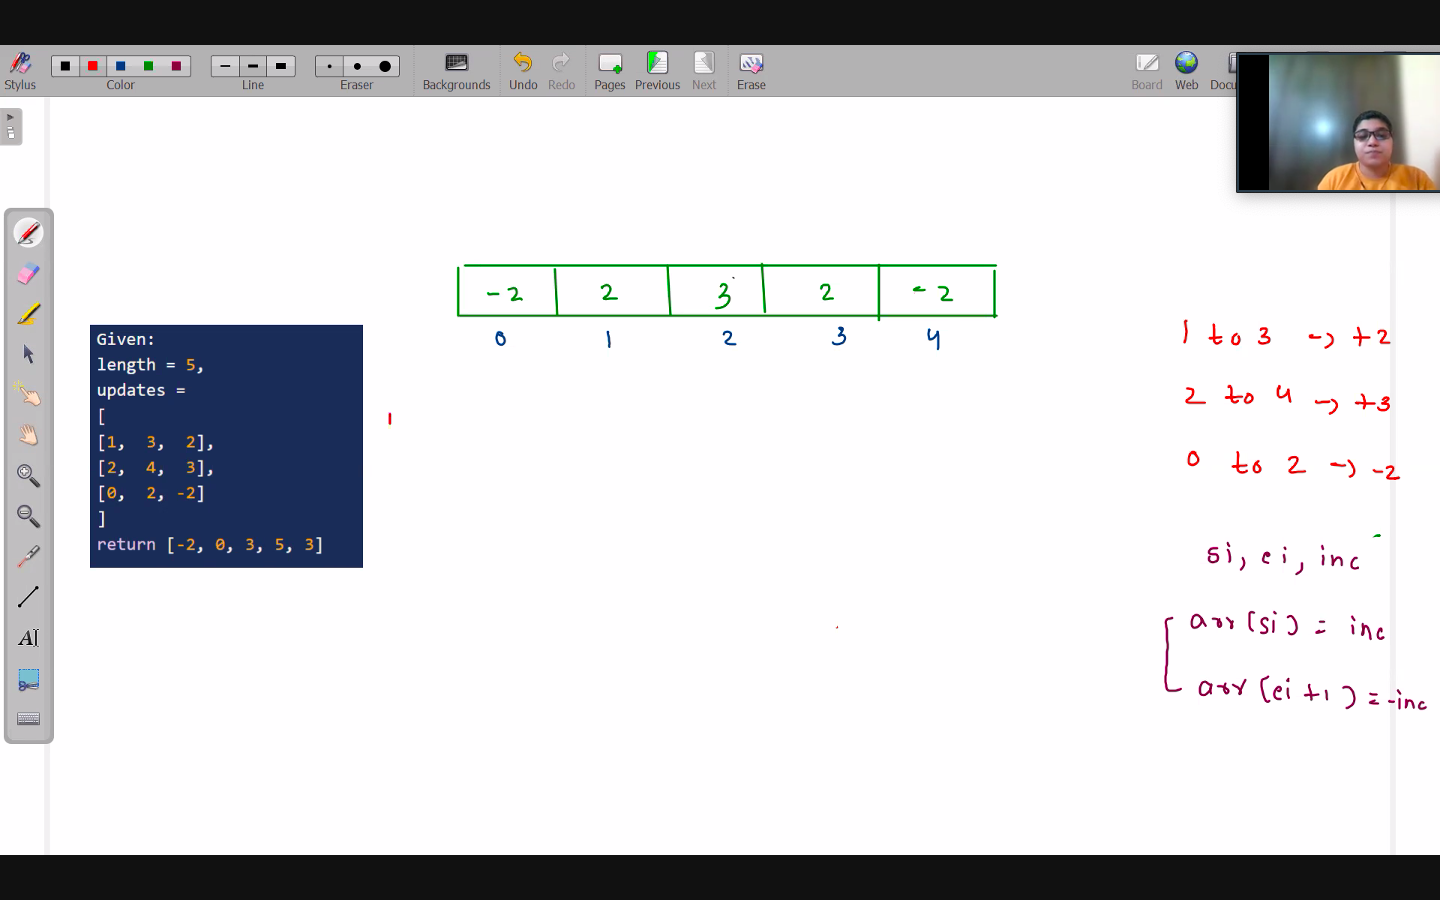 Stylus
Color
Line
Eraser
Backgrounds
Undo
Redo
Pages
Previous
Next
Erase
Board
Web
Docu
-2 2 3 2 -2
0 1 2 3 4
Given:
length = 5,
updates =
[
[1, 3, 2],
[2, 4, 3],
[0, 2, -2]
]
return [-2, 0, 3, 5, 3]
1
1 to 3 -> +2
2 to 4 -> +3
0 to 2 -> -2
si, ei, inc
arr(si) = inc
arr(ei+1) = -inc
AI